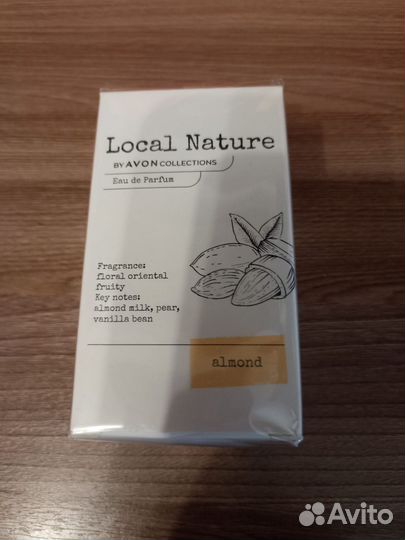 Local Nature
BY AVON COLLECTIONS
Eau de Parfum
Fragrance:
floral oriental
fruity
Key notes:
almond milk, pear,
vanilla bean
almond
Avito